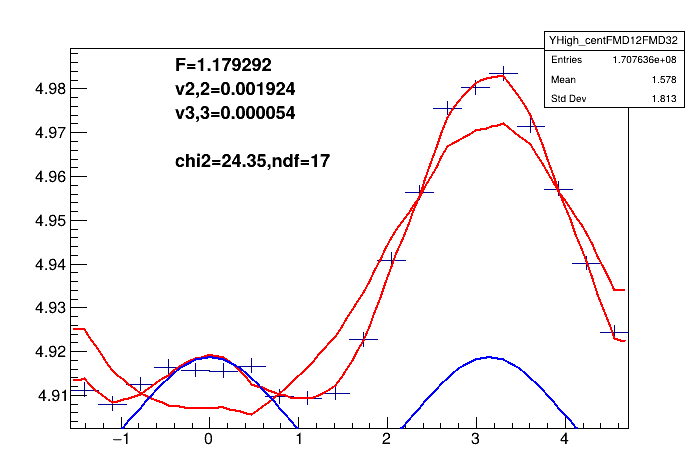 YHigh_centFMD12FMD32
Entries 1.707636e+08
Mean 1.578
Std Dev 1.813
F=1.179292
v2,2=0.001924
v3,3=0.000054
chi2=24.35,ndf=17
4.98
4.97
4.96
4.95
4.94
4.93
4.92
4.91
−1 0 1 2 3 4